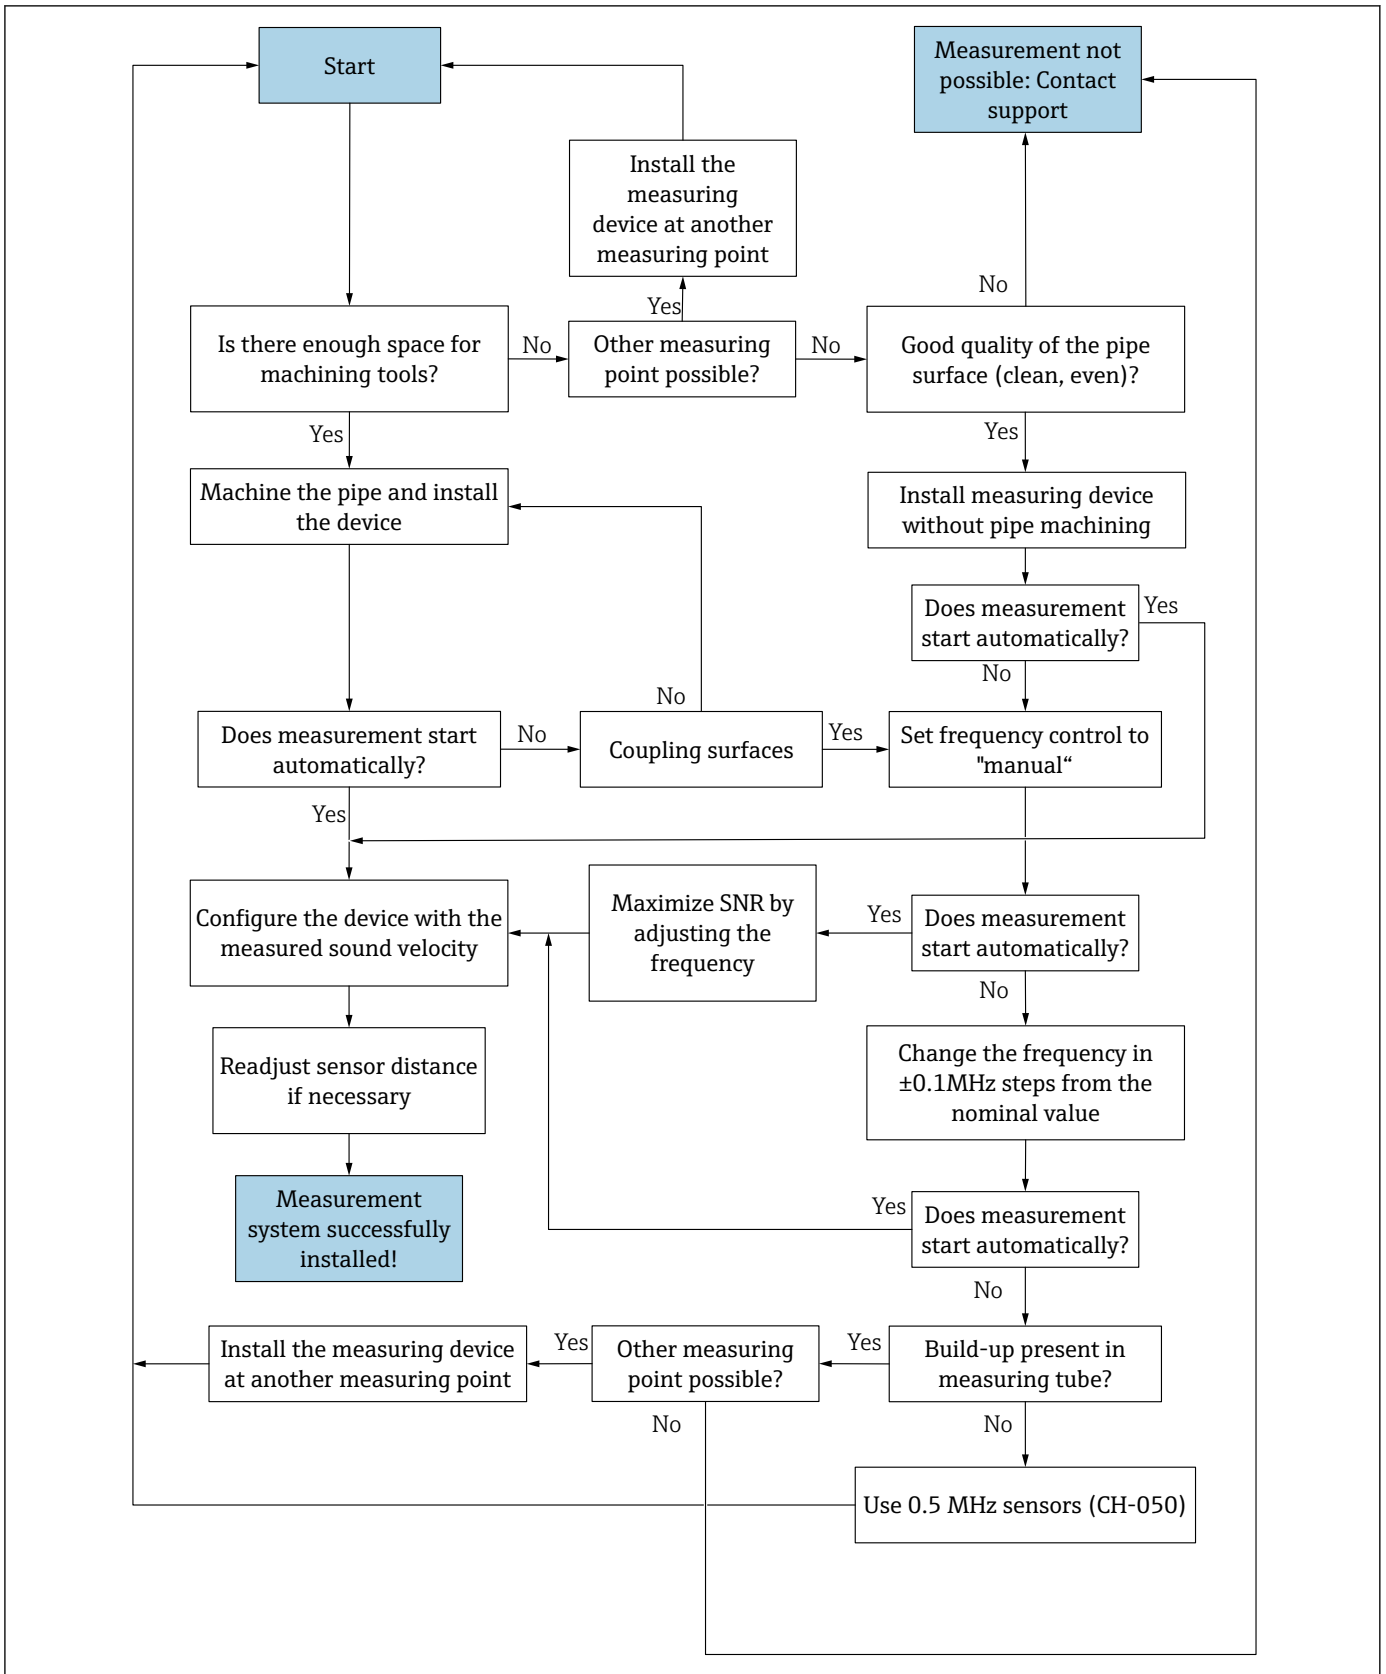 Start
Measurement not
possible: Contact
support
Install the
measuring
device at another
measuring point
No
Yes
Is there enough space for
machining tools?
No
Other measuring
point possible?
No
Good quality of the pipe
surface (clean, even)?
Yes
Yes
Machine the pipe and install
the device
Install measuring device
without pipe machining
Does measurement
start automatically?
Yes
No
No
Does measurement start
automatically?
No
Coupling surfaces
Yes
Set frequency control to
"manual“
Yes
Configure the device with the
measured sound velocity
Maximize SNR by
adjusting the
frequency
Yes
Does measurement
start automatically?
No
Readjust sensor distance
if necessary
Change the frequency in
±0.1MHz steps from the
nominal value
Measurement
system successfully
installed!
Yes
Does measurement
start automatically?
No
Install the measuring device
at another measuring point
Yes
Other measuring
point possible?
Yes
Build-up present in
measuring tube?
No
No
Use 0.5 MHz sensors (CH-050)